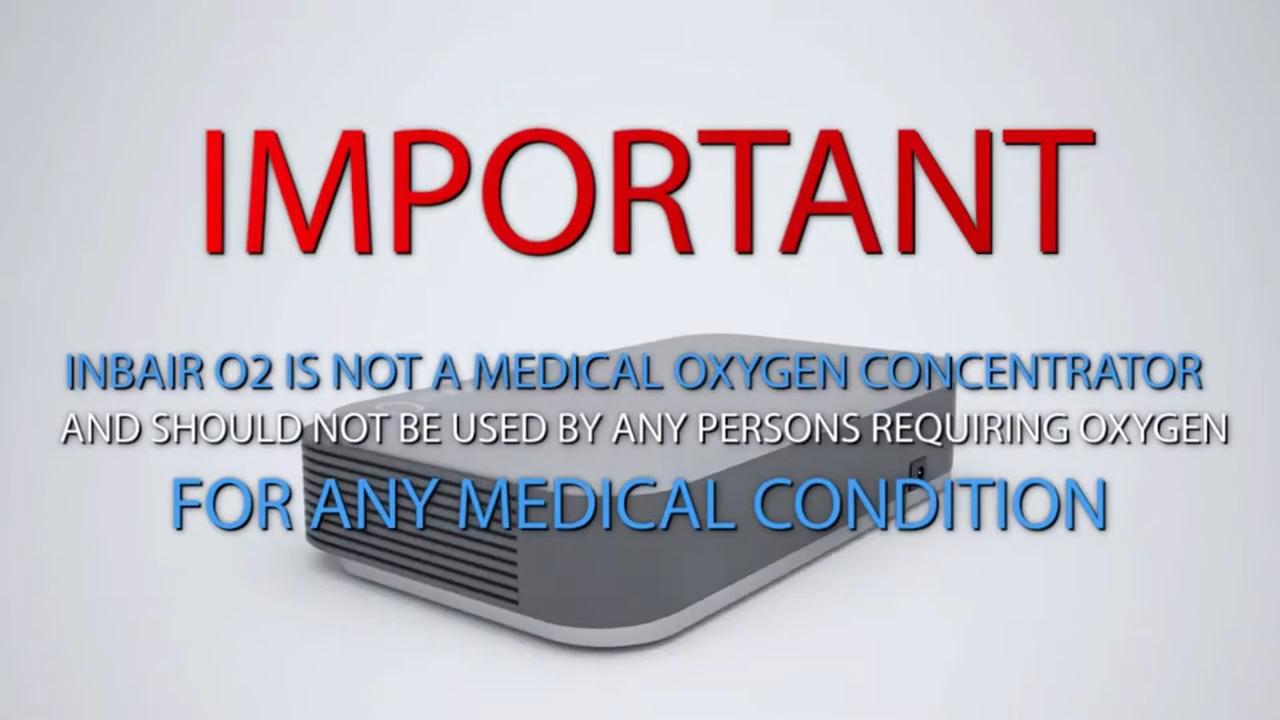 IMPORTANT
INBAIR O2 IS NOT A MEDICAL OXYGEN CONCENTRATOR
AND SHOULD NOT BE USED BY ANY PERSONS REQUIRING OXYGEN
FOR ANY MEDICAL CONDITION